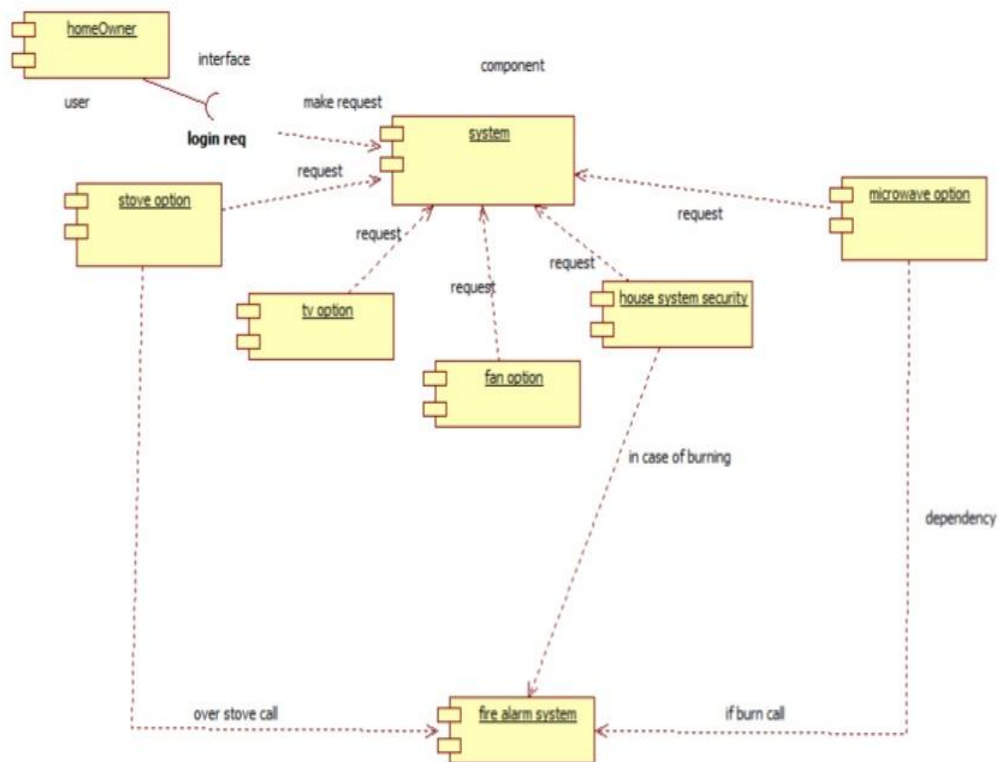 homeOwner
interface
component
user
make request
login req
system
request
stove option
microwave option
request
request
request
house system security
request
tv option
fan option
in case of burning
dependency
over stove call
fire alarm system
if burn call